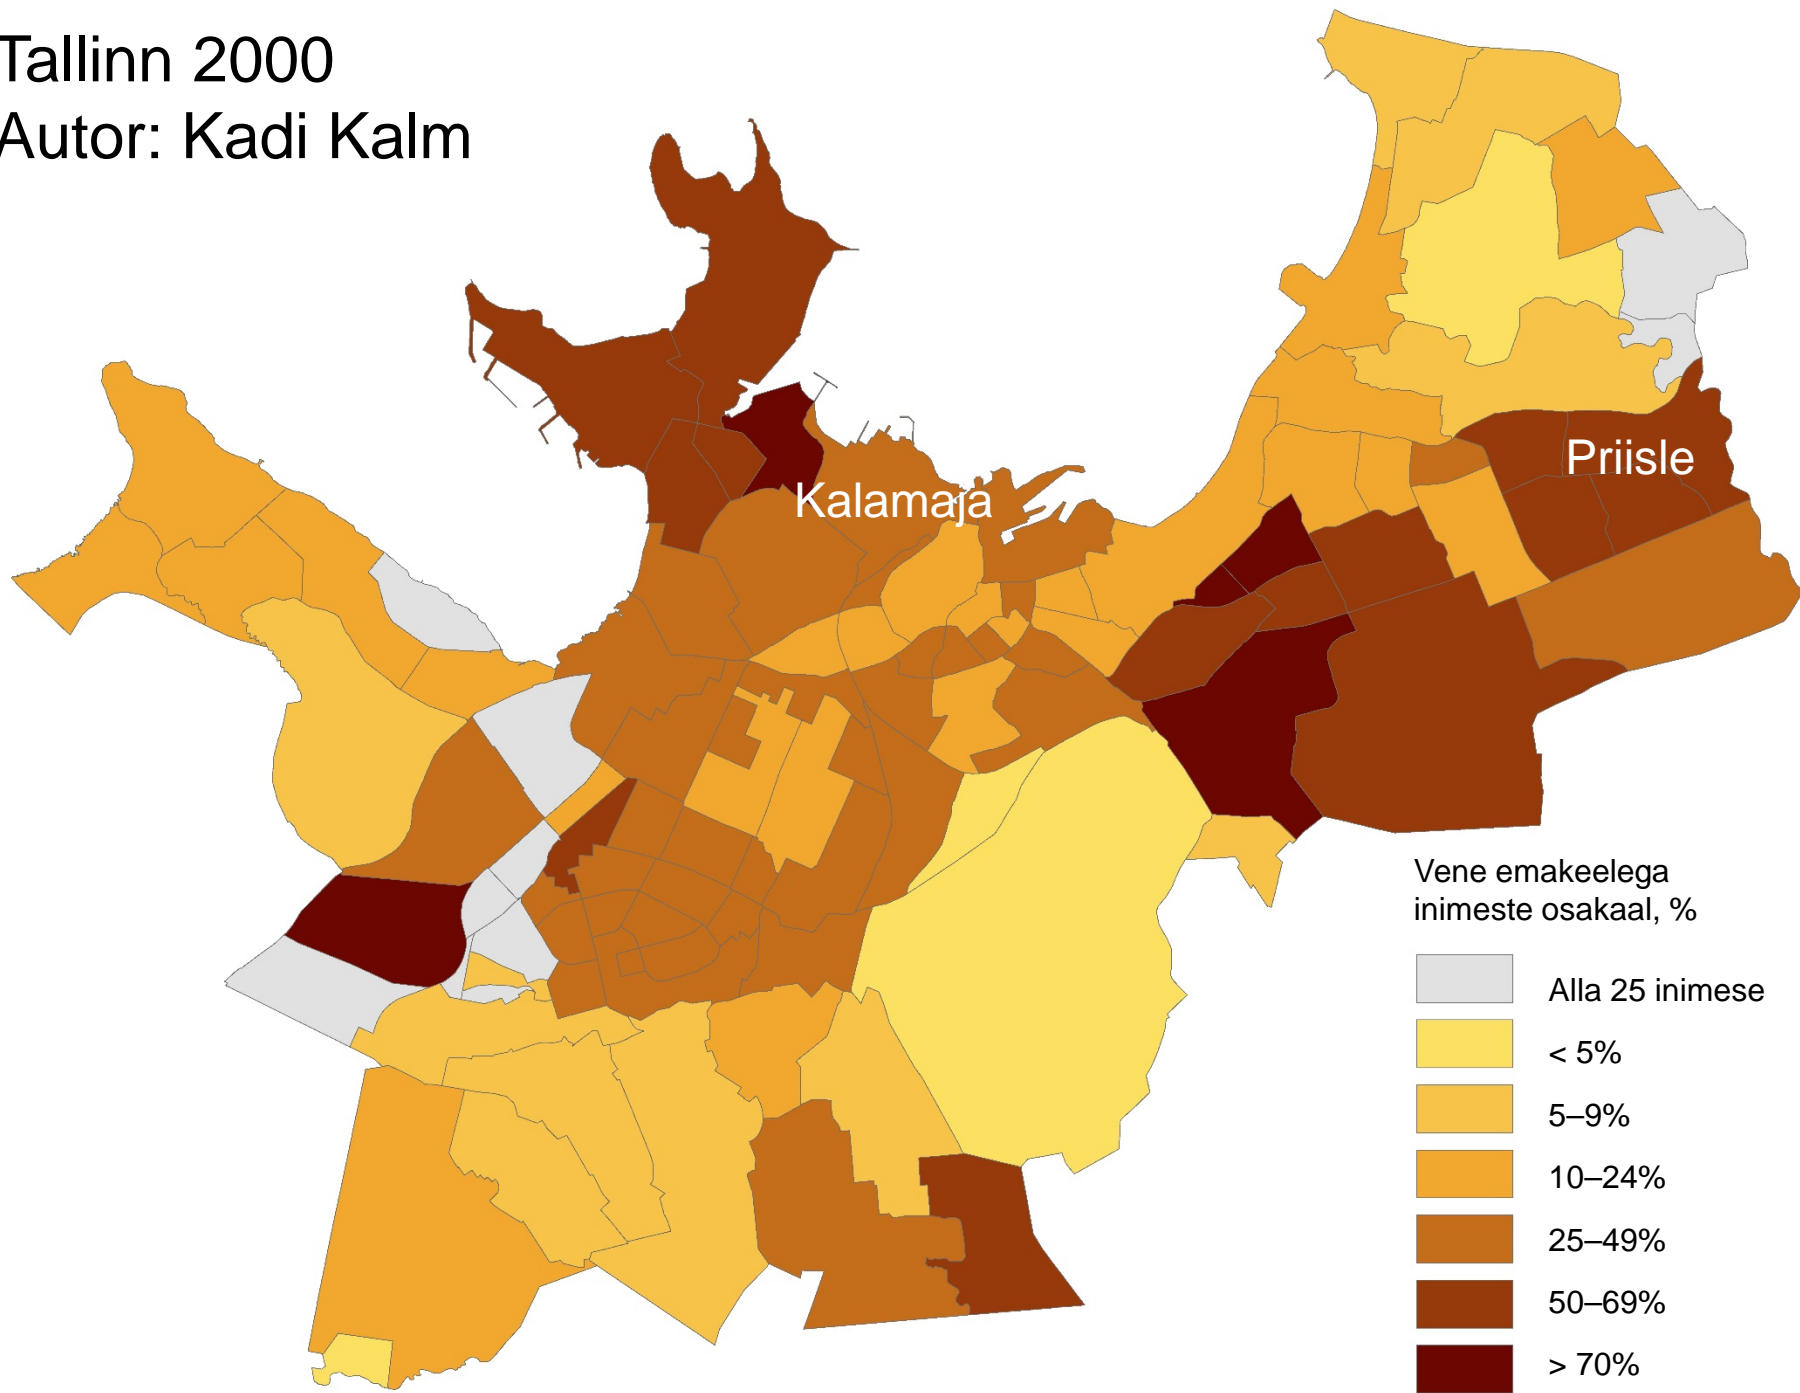 Tallinn 2000
Autor: Kadi Kalm
Priisle
Kalamaja
Vene emakeelega
inimeste osakaal, %
Alla 25 inimese
< 5%
5–9%
10–24%
25–49%
50–69%
> 70%